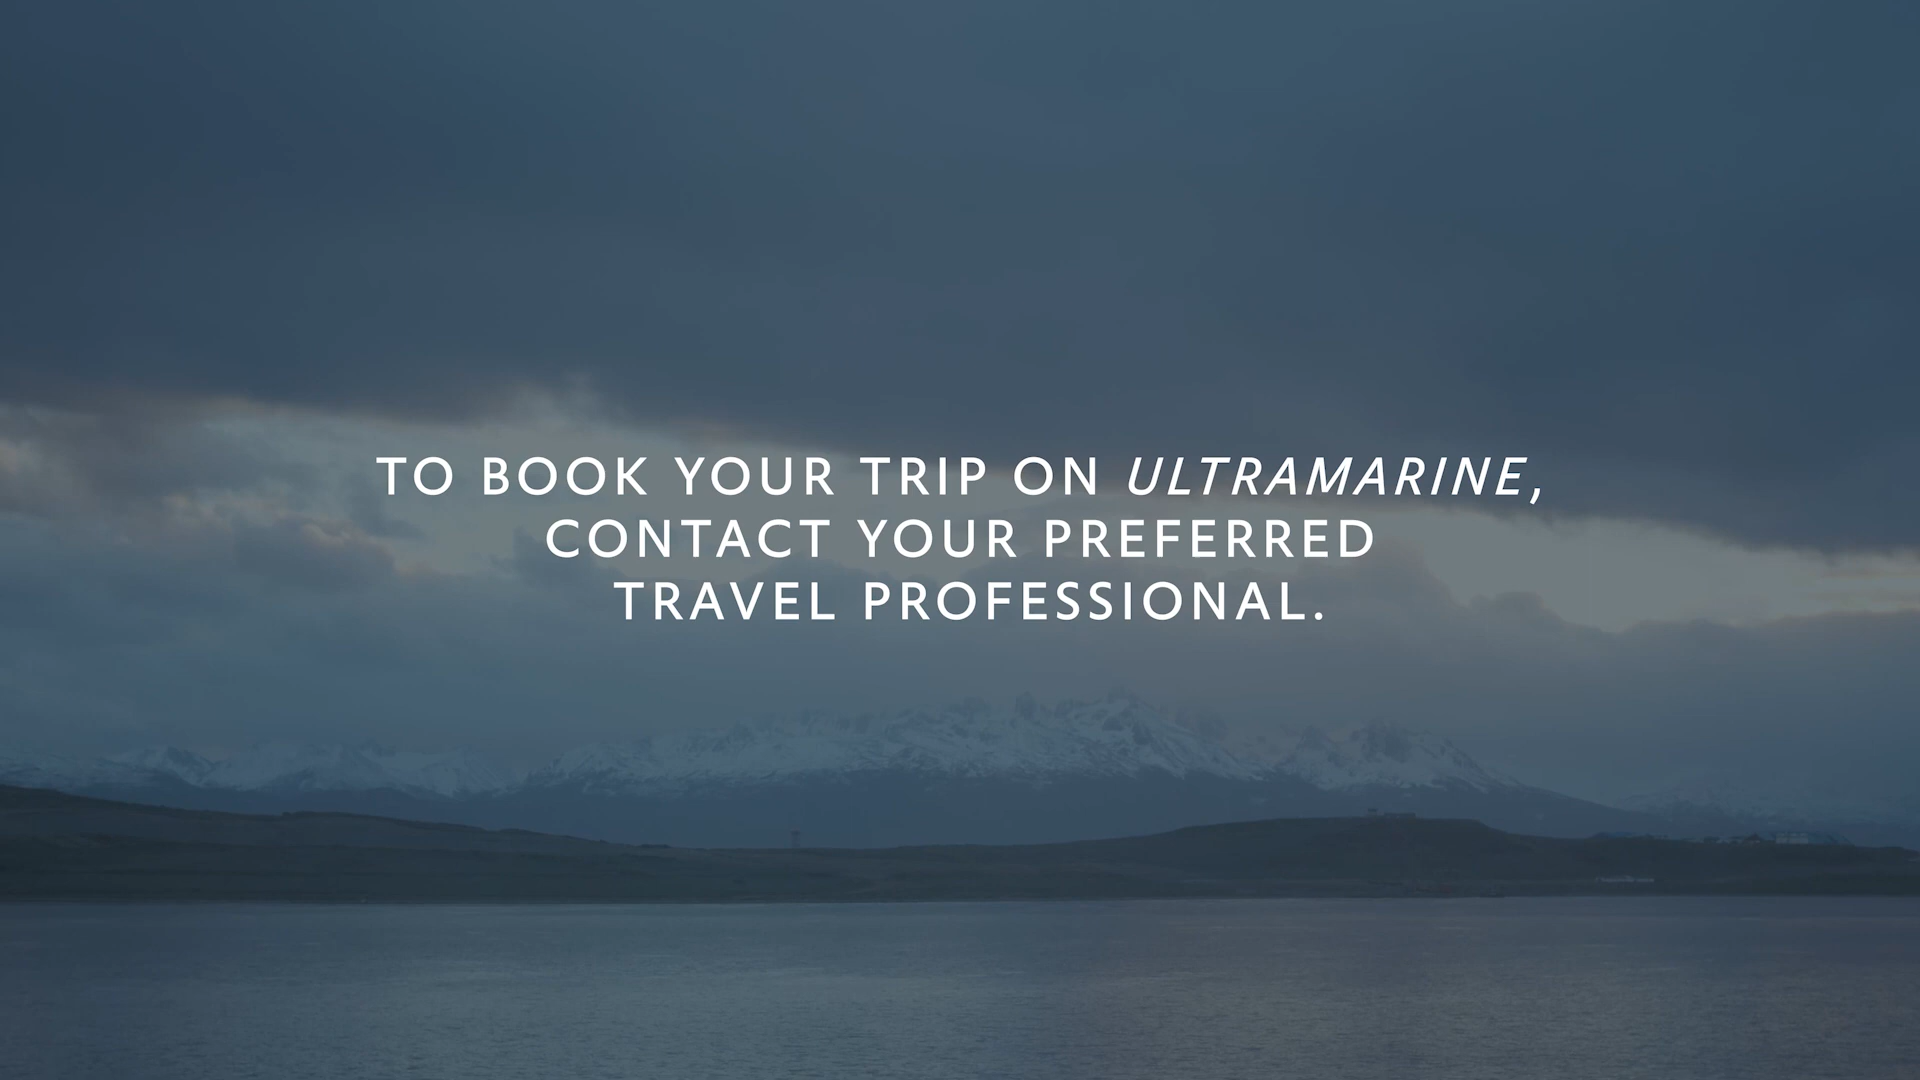 TO BOOK YOUR TRIP ON ULTRAMARINE,
CONTACT YOUR PREFERRED
TRAVEL PROFESSIONAL.